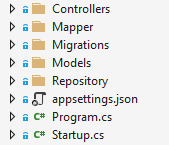 Controllers
Mapper
Migrations
Models
Repository
appsettings.json
C# Program.cs
C# Startup.cs